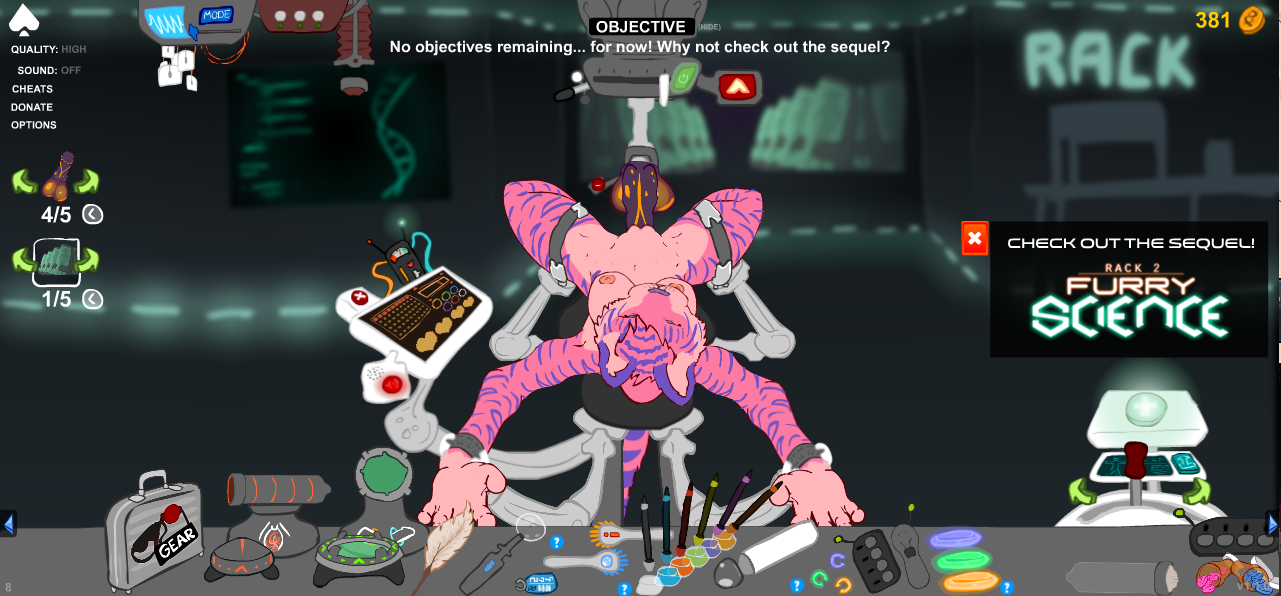 MODE
OBJECTIVE (HIDE)
No objectives remaining... for now! Why not check out the sequel?
381
QUALITY: HIGH
SOUND: OFF
CHEATS
DONATE
OPTIONS
RACK
4/5
1/5
CHECK OUT THE SEQUEL!
RACK 2
FURRY
SCIENCE
GEAR
?
?
?
?
8